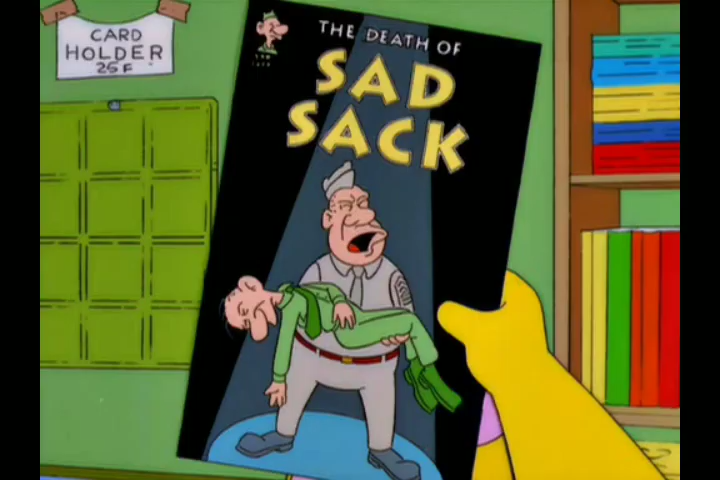 CARD
HOLDER
25¢
THE DEATH OF
SAD
SACK